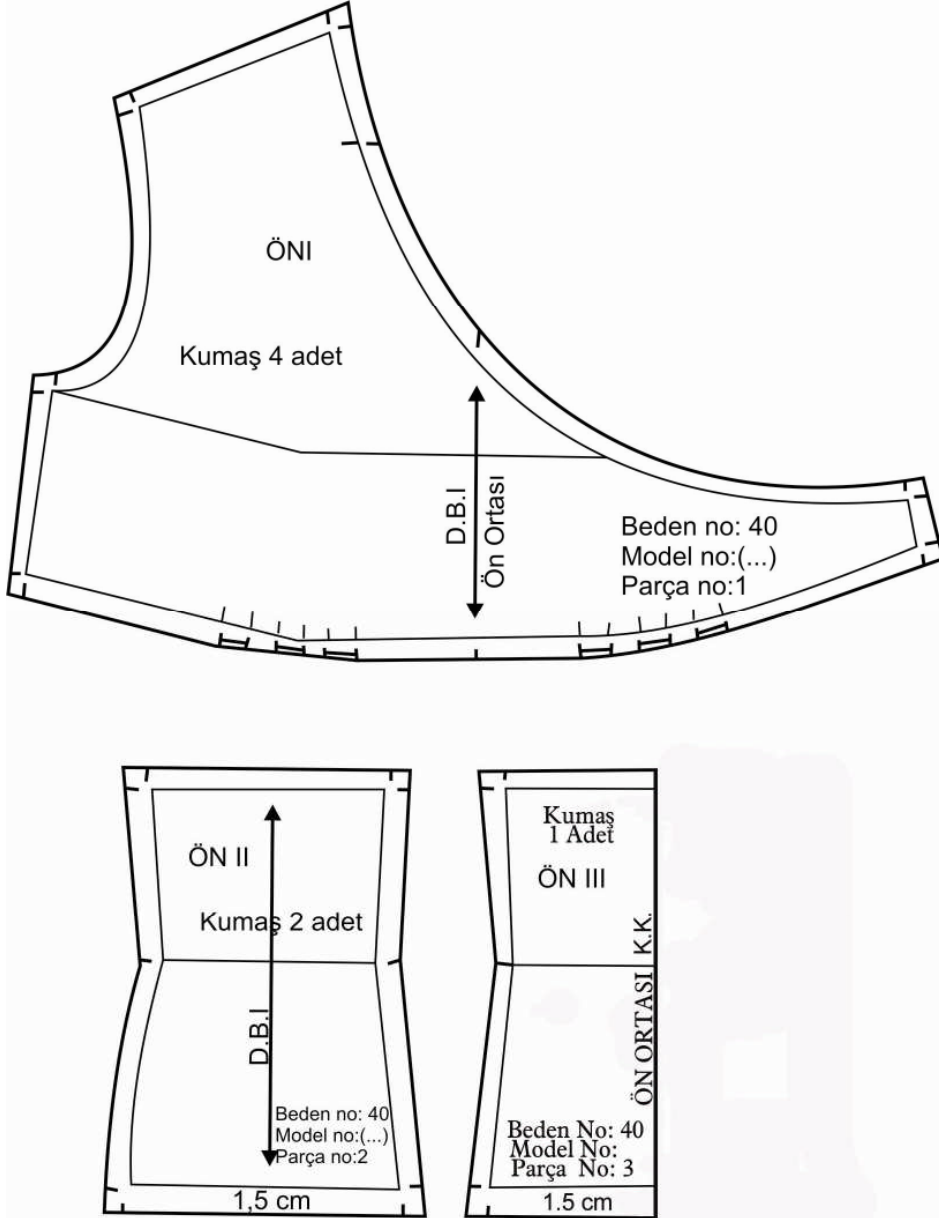 ÖNI
Kumaş 4 adet
D.B.I
Ön Ortası
Beden no: 40
Model no:(...)
Parça no:1
ÖN II
Kumaş 2 adet
D.B.I
Beden no: 40
Model no:(...)
Parça no:2
1,5 cm
Kumaş
1 Adet
ÖN III
ÖN ORTASI K.K.
Beden No: 40
Model No:
Parça No: 3
1.5 cm